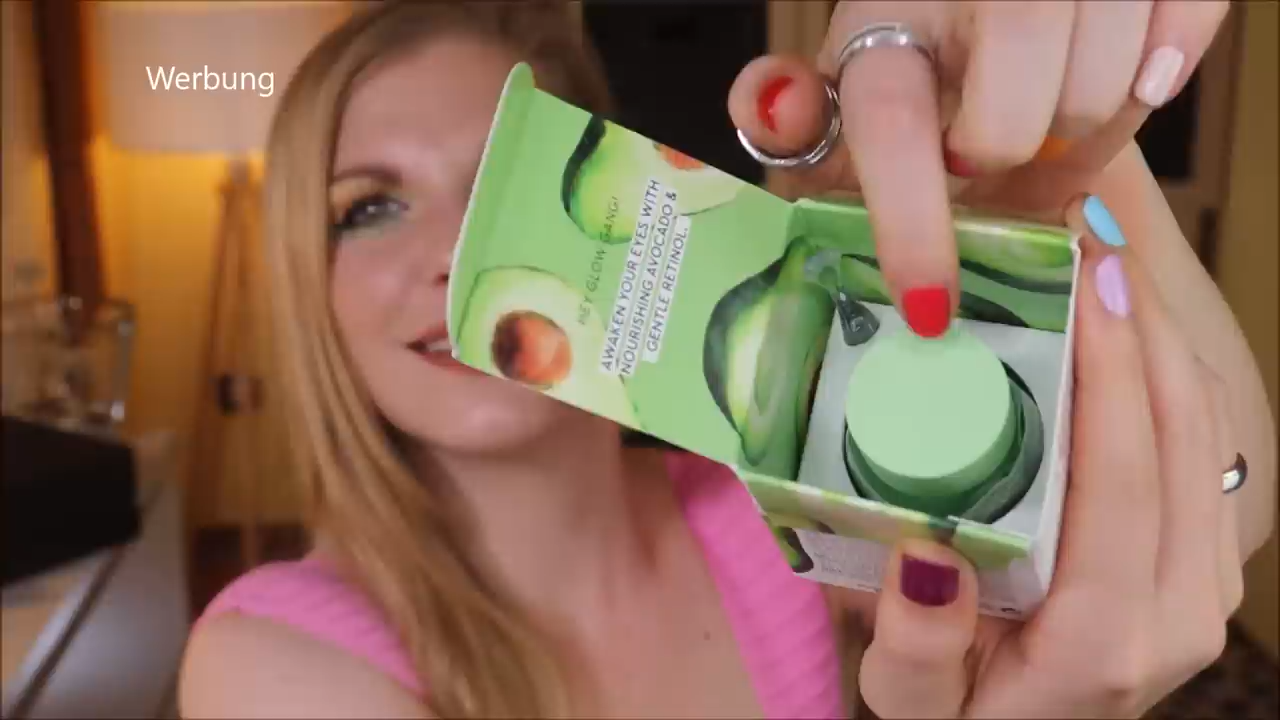 Werbung
HEY GLOW GANG!
AWAKEN YOUR EYES WITH
NOURISHING AVOCADO &
GENTLE RETINOL.